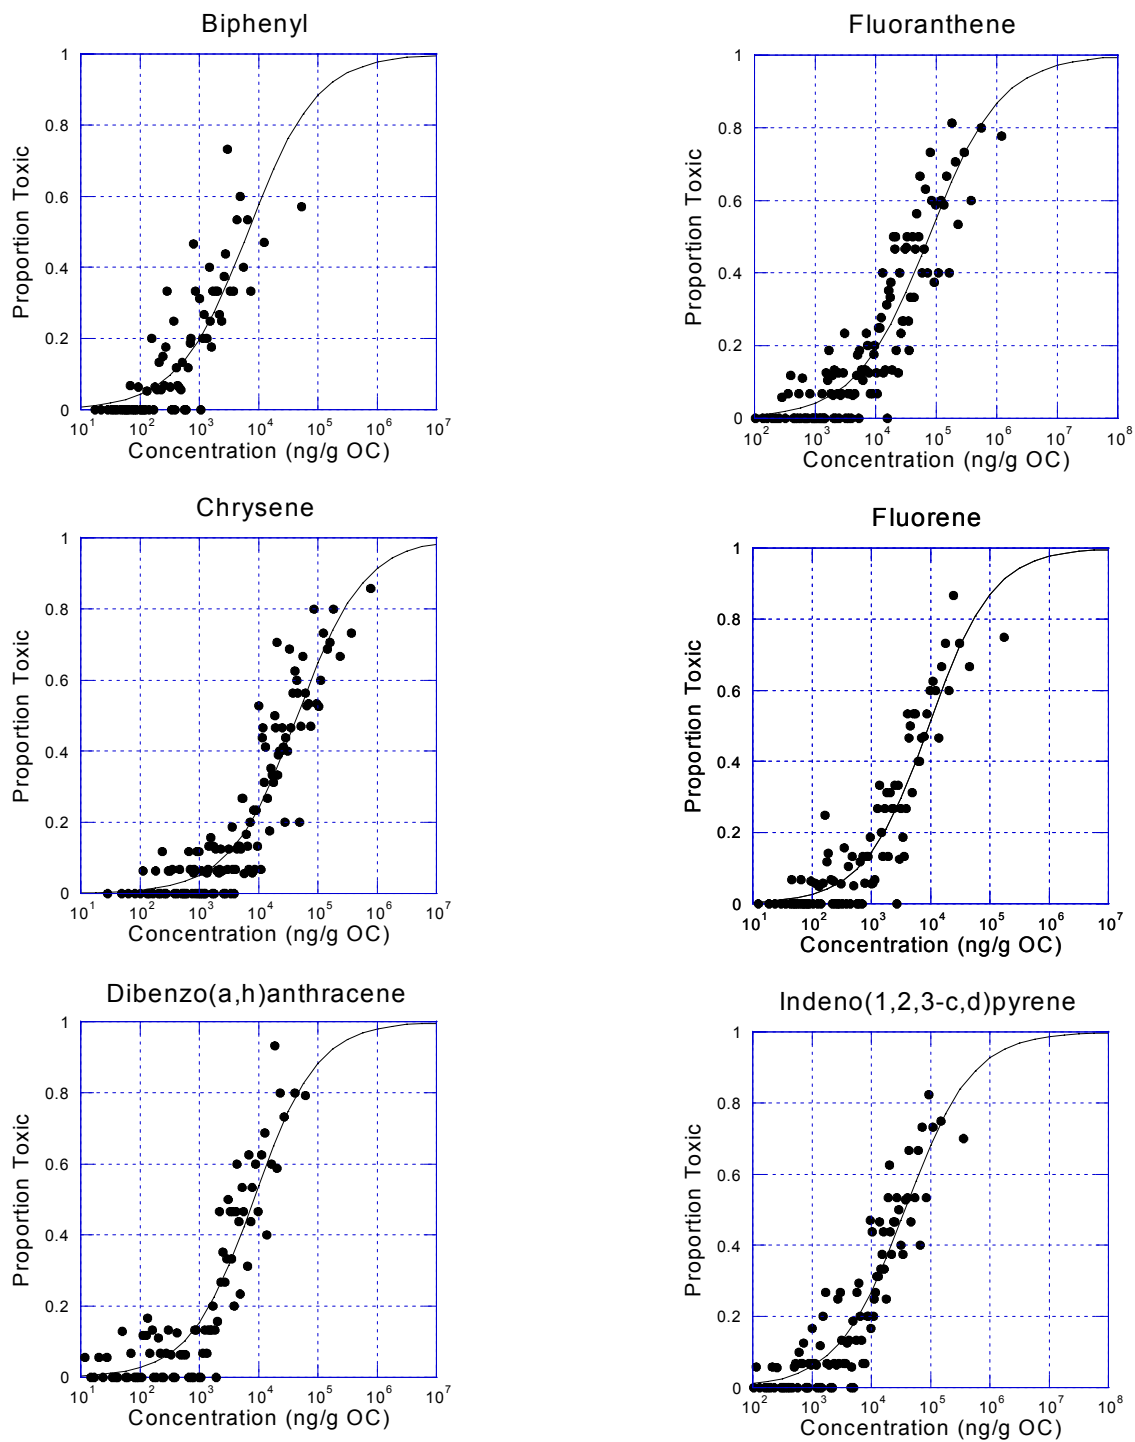 Biphenyl
1
0.8
0.6
0.4
0.2
0
Proportion Toxic
10^1 10^2 10^3 10^4 10^5 10^6 10^7
Concentration (ng/g OC)
Fluoranthene
1
0.8
0.6
0.4
0.2
0
Proportion Toxic
10^2 10^3 10^4 10^5 10^6 10^7 10^8
Concentration (ng/g OC)
Chrysene
1
0.8
0.6
0.4
0.2
0
Proportion Toxic
10^1 10^2 10^3 10^4 10^5 10^6 10^7
Concentration (ng/g OC)
Fluorene
1
0.8
0.6
0.4
0.2
0
Proportion Toxic
10^1 10^2 10^3 10^4 10^5 10^6 10^7
Concentration (ng/g OC)
Dibenzo(a,h)anthracene
1
0.8
0.6
0.4
0.2
0
Proportion Toxic
10^1 10^2 10^3 10^4 10^5 10^6 10^7
Concentration (ng/g OC)
Indeno(1,2,3-c,d)pyrene
1
0.8
0.6
0.4
0.2
0
Proportion Toxic
10^2 10^3 10^4 10^5 10^6 10^7 10^8
Concentration (ng/g OC)